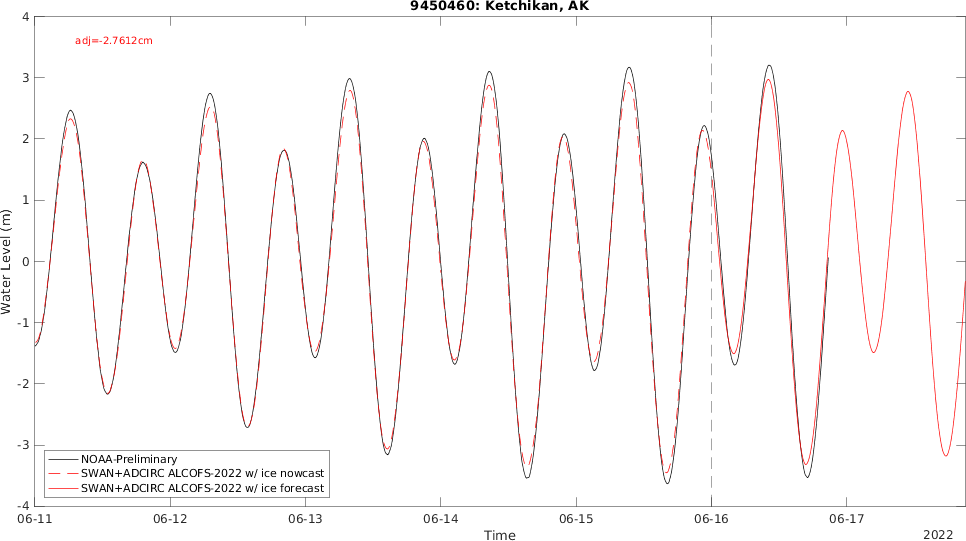 9450460: Ketchikan, AK
adj=-2.7612cm
4
3
2
1
0
-1
-2
-3
-4
Water Level (m)
NOAA-Preliminary
SWAN+ADCIRC ALCOFS-2022 w/ ice nowcast
SWAN+ADCIRC ALCOFS-2022 w/ ice forecast
06-11 06-12 06-13 06-14 06-15 06-16 06-17
Time
2022